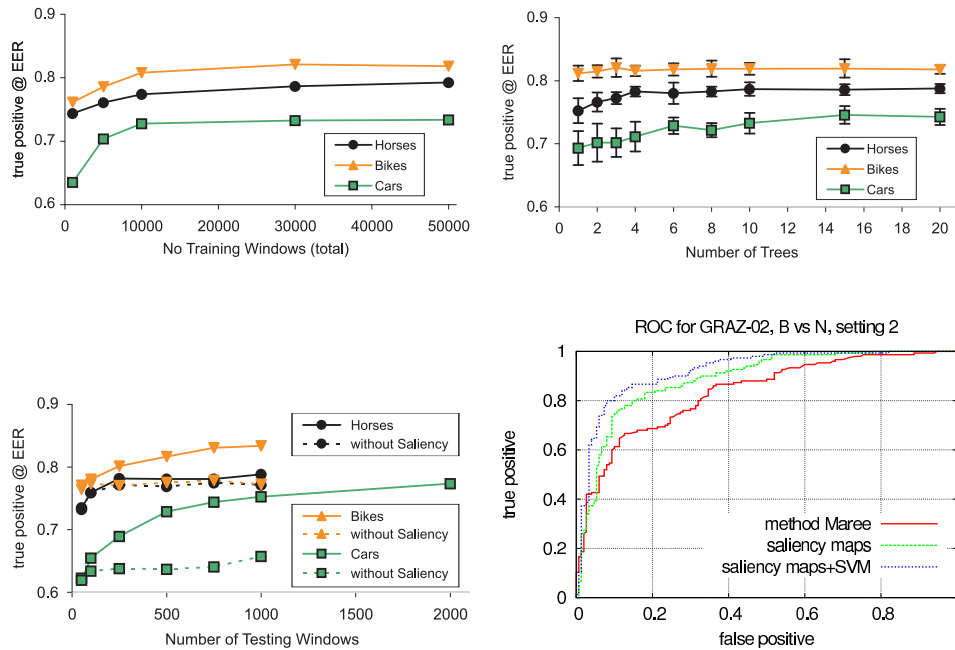 true positive @ EER
0.9
0.8
0.7
0.6
0 10000 20000 30000 40000 50000
No Training Windows (total)
Horses
Bikes
Cars
true positive @ EER
0.9
0.8
0.7
0.6
0 2 4 6 8 10 12 14 16 18 20
Number of Trees
Horses
Bikes
Cars
true positive @ EER
0.9
0.8
0.7
0.6
0 500 1000 1500 2000
Number of Testing Windows
Horses
without Saliency
Bikes
without Saliency
Cars
without Saliency
ROC for GRAZ-02, B vs N, setting 2
true positive
1
0.8
0.6
0.4
0.2
0
0.2 0.4 0.6 0.8
false positive
method Maree
saliency maps
saliency maps+SVM